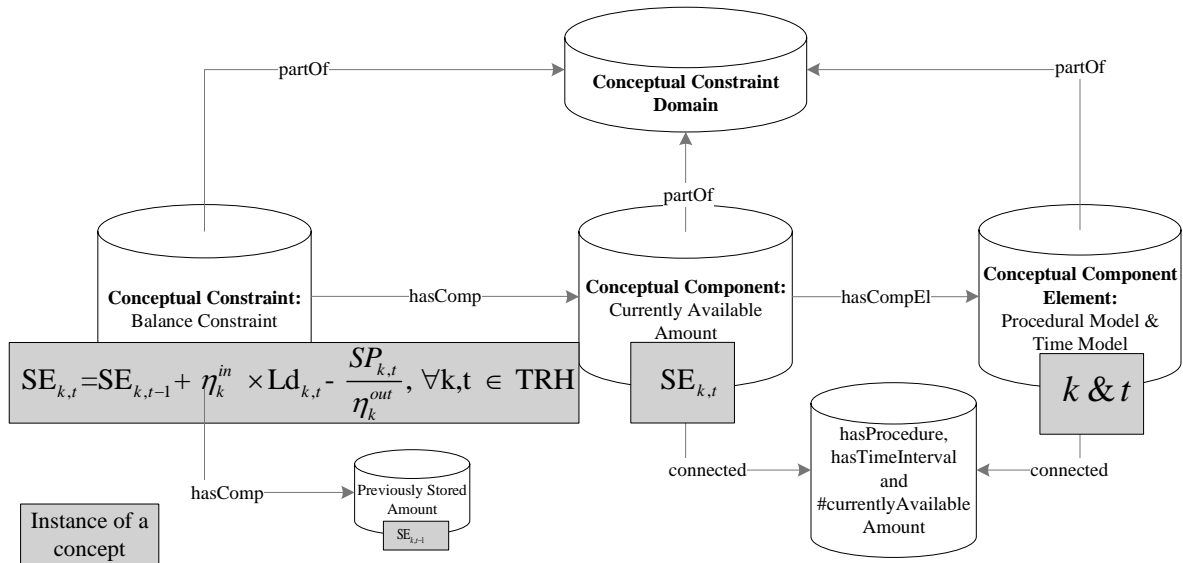 partOf
Conceptual Constraint
Domain
partOf
partOf
Conceptual Constraint:
Balance Constraint
hasComp
Conceptual Component:
Currently Available
Amount
hasCompEl
Conceptual Component
Element:
Procedural Model &
Time Model
SE_{k,t}=SE_{k,t-1}+ η_k^{in} ×Ld_{k,t}- \frac{SP_{k,t}}{η_k^{out}}, ∀k,t ∈ TRH
SE_{k,t}
k & t
hasComp
Previously Stored
Amount
SE_{k,t-1}
connected
hasProcedure,
hasTimeInterval
and
#currentlyAvailable
Amount
connected
Instance of a
concept